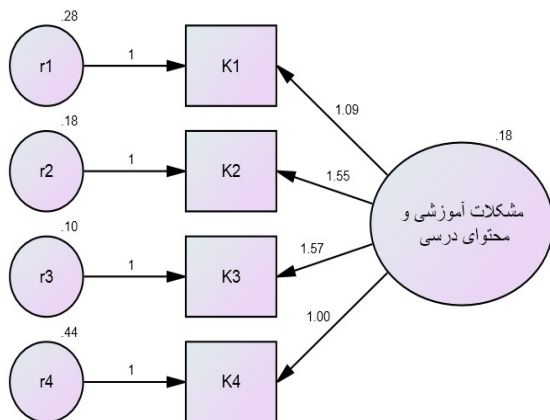 .28
r1
1
K1
1.09
.18
r2
1
K2
1.55
.18
مشکلات آموزشی و
محتوای درسی
.10
r3
1
K3
1.57
.44
r4
1
K4
1.00